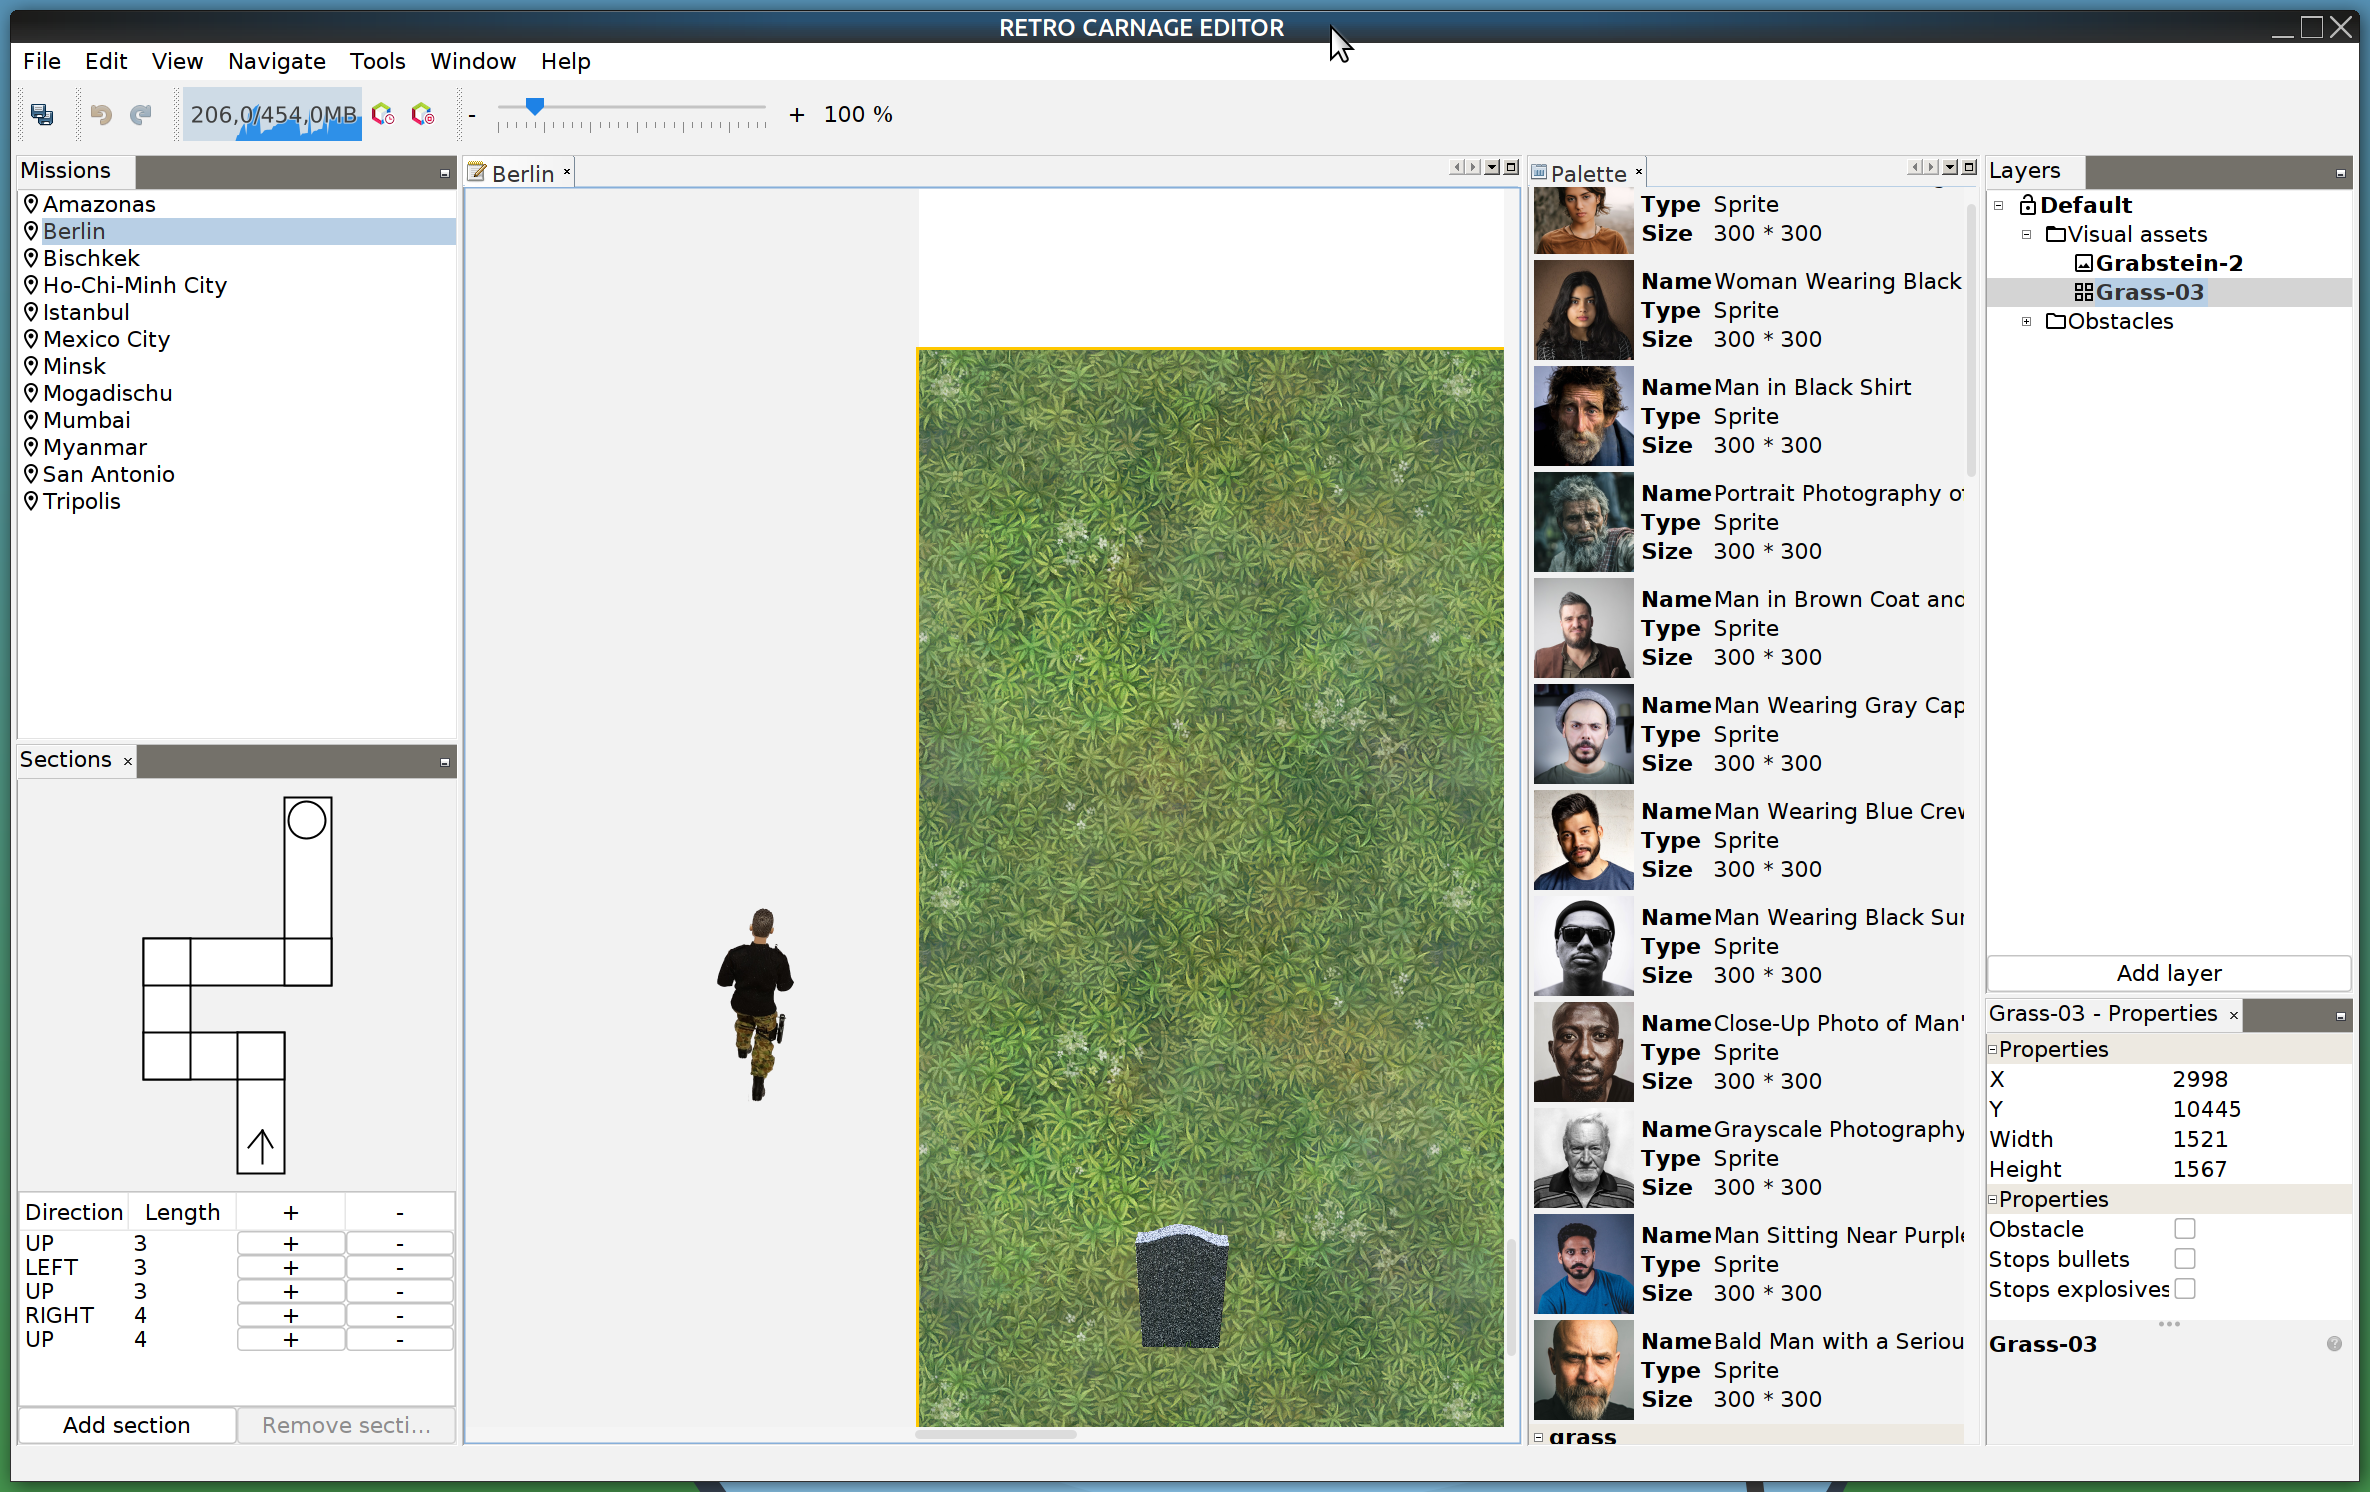 RETRO CARNAGE EDITOR
File Edit View Navigate Tools Window Help
206,0/454,0MB - + 100 %
Missions
Amazonas
Berlin
Bischkek
Ho-Chi-Minh City
Istanbul
Mexico City
Minsk
Mogadischu
Mumbai
Myanmar
San Antonio
Tripolis
Sections
Direction Length + -
UP 3 + -
LEFT 3 + -
UP 3 + -
RIGHT 4 + -
UP 4 + -
Add section Remove secti...
Berlin
Palette
Type Sprite
Size 300 * 300
Name Woman Wearing Black
Type Sprite
Size 300 * 300
Name Man in Black Shirt
Type Sprite
Size 300 * 300
Name Portrait Photography of
Type Sprite
Size 300 * 300
Name Man in Brown Coat and
Type Sprite
Size 300 * 300
Name Man Wearing Gray Cap
Type Sprite
Size 300 * 300
Name Man Wearing Blue Crew
Type Sprite
Size 300 * 300
Name Man Wearing Black Sun
Type Sprite
Size 300 * 300
Name Close-Up Photo of Man'
Type Sprite
Size 300 * 300
Name Grayscale Photography
Type Sprite
Size 300 * 300
Name Man Sitting Near Purple
Type Sprite
Size 300 * 300
Name Bald Man with a Seriou
Type Sprite
Size 300 * 300
grass
Layers
Default
Visual assets
Grabstein-2
Grass-03
Obstacles
Add layer
Grass-03 - Properties
Properties
X 2998
Y 10445
Width 1521
Height 1567
Properties
Obstacle
Stops bullets
Stops explosives
Grass-03